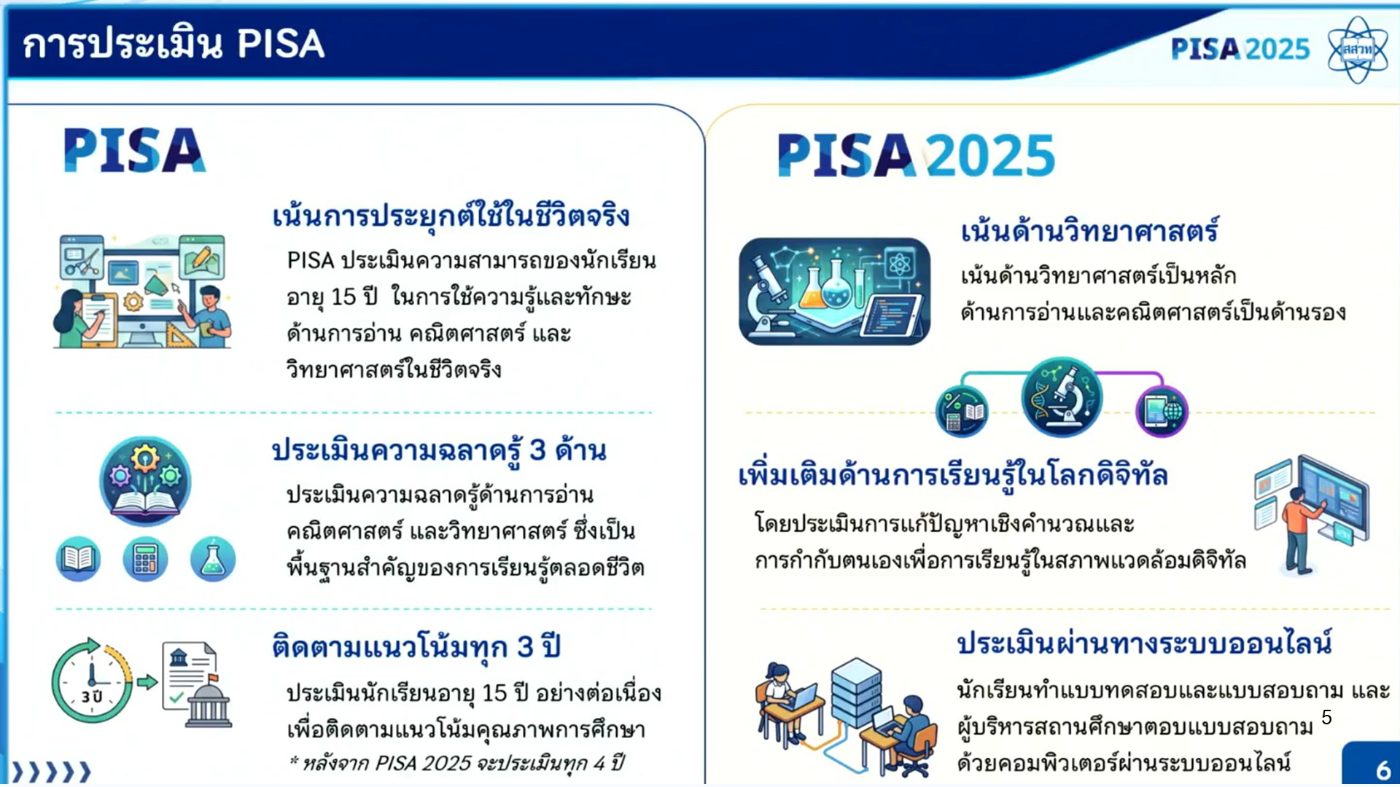 การประเมิน PISA
PISA 2025
สสวท
PISA
เน้นการประยุกต์ใช้ในชีวิตจริง
PISA ประเมินความสามารถของนักเรียน
อายุ 15 ปี ในการใช้ความรู้และทักษะ
ด้านการอ่าน คณิตศาสตร์ และ
วิทยาศาสตร์ในชีวิตจริง
ประเมินความฉลาดรู้ 3 ด้าน
ประเมินความฉลาดรู้ด้านการอ่าน
คณิตศาสตร์ และวิทยาศาสตร์ ซึ่งเป็น
พื้นฐานสำคัญของการเรียนรู้ตลอดชีวิต
3 ปี
ติดตามแนวโน้มทุก 3 ปี
ประเมินนักเรียนอายุ 15 ปี อย่างต่อเนื่อง
เพื่อติดตามแนวโน้มคุณภาพการศึกษา
* หลังจาก PISA 2025 จะประเมินทุก 4 ปี
PISA 2025
เน้นด้านวิทยาศาสตร์
เน้นด้านวิทยาศาสตร์เป็นหลัก
ด้านการอ่านและคณิตศาสตร์เป็นด้านรอง
เพิ่มเติมด้านการเรียนรู้ในโลกดิจิทัล
โดยประเมินการแก้ปัญหาเชิงคำนวณและ
การกำกับตนเองเพื่อการเรียนรู้ในสภาพแวดล้อมดิจิทัล
ประเมินผ่านทางระบบออนไลน์
นักเรียนทำแบบทดสอบและแบบสอบถาม และ
ผู้บริหารสถานศึกษาตอบแบบสอบถาม 5
ด้วยคอมพิวเตอร์ผ่านระบบออนไลน์
6